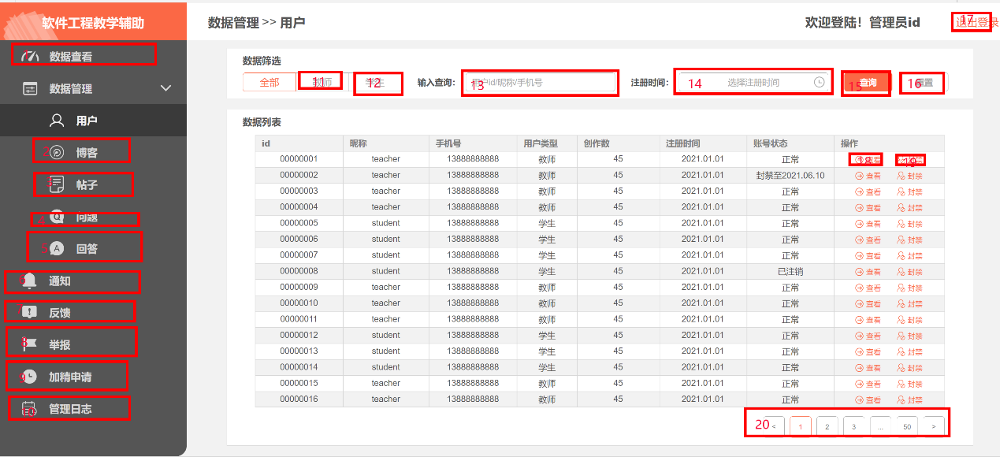 软件工程教学辅助
数据管理 >> 用户
欢迎登陆！管理员id
17
退出登录
数据查看
数据管理
用户
博客
3
帖子
4
问题
5
回答
6
通知
7
反馈
8
举报
9
加精申请
10
管理日志
数据筛选
全部
11
教师
12
学生
输入查询:
13
用户id/昵称/手机号
注册时间:
14
选择注册时间
15
查询
16
重置
数据列表
id 昵称 手机号 用户类型 创作数 注册时间 账号状态 操作
00000001 teacher 13888888888 教师 45 2021.01.01 正常 18 查看 19
00000002 teacher 13888888888 教师 45 2021.01.01 封禁至2021.06.10 查看 封禁
00000003 teacher 13888888888 教师 45 2021.01.01 正常 查看 封禁
00000004 teacher 13888888888 教师 45 2021.01.01 正常 查看 封禁
00000005 student 13888888888 学生 45 2021.01.01 正常 查看 封禁
00000006 student 13888888888 学生 45 2021.01.01 正常 查看 封禁
00000007 student 13888888888 学生 45 2021.01.01 正常 查看 封禁
00000008 student 13888888888 学生 45 2021.01.01 已注销 查看 封禁
00000009 teacher 13888888888 教师 45 2021.01.01 正常 查看 封禁
00000010 teacher 13888888888 教师 45 2021.01.01 正常 查看 封禁
00000011 teacher 13888888888 教师 45 2021.01.01 正常 查看 封禁
00000012 student 13888888888 学生 45 2021.01.01 正常 查看 封禁
00000013 student 13888888888 学生 45 2021.01.01 正常 查看 封禁
00000014 student 13888888888 学生 45 2021.01.01 正常 查看 封禁
00000015 teacher 13888888888 教师 45 2021.01.01 正常 查看 封禁
00000016 teacher 13888888888 教师 45 2021.01.01 正常 查看 封禁
20 < 1 2 3 ... 50 >